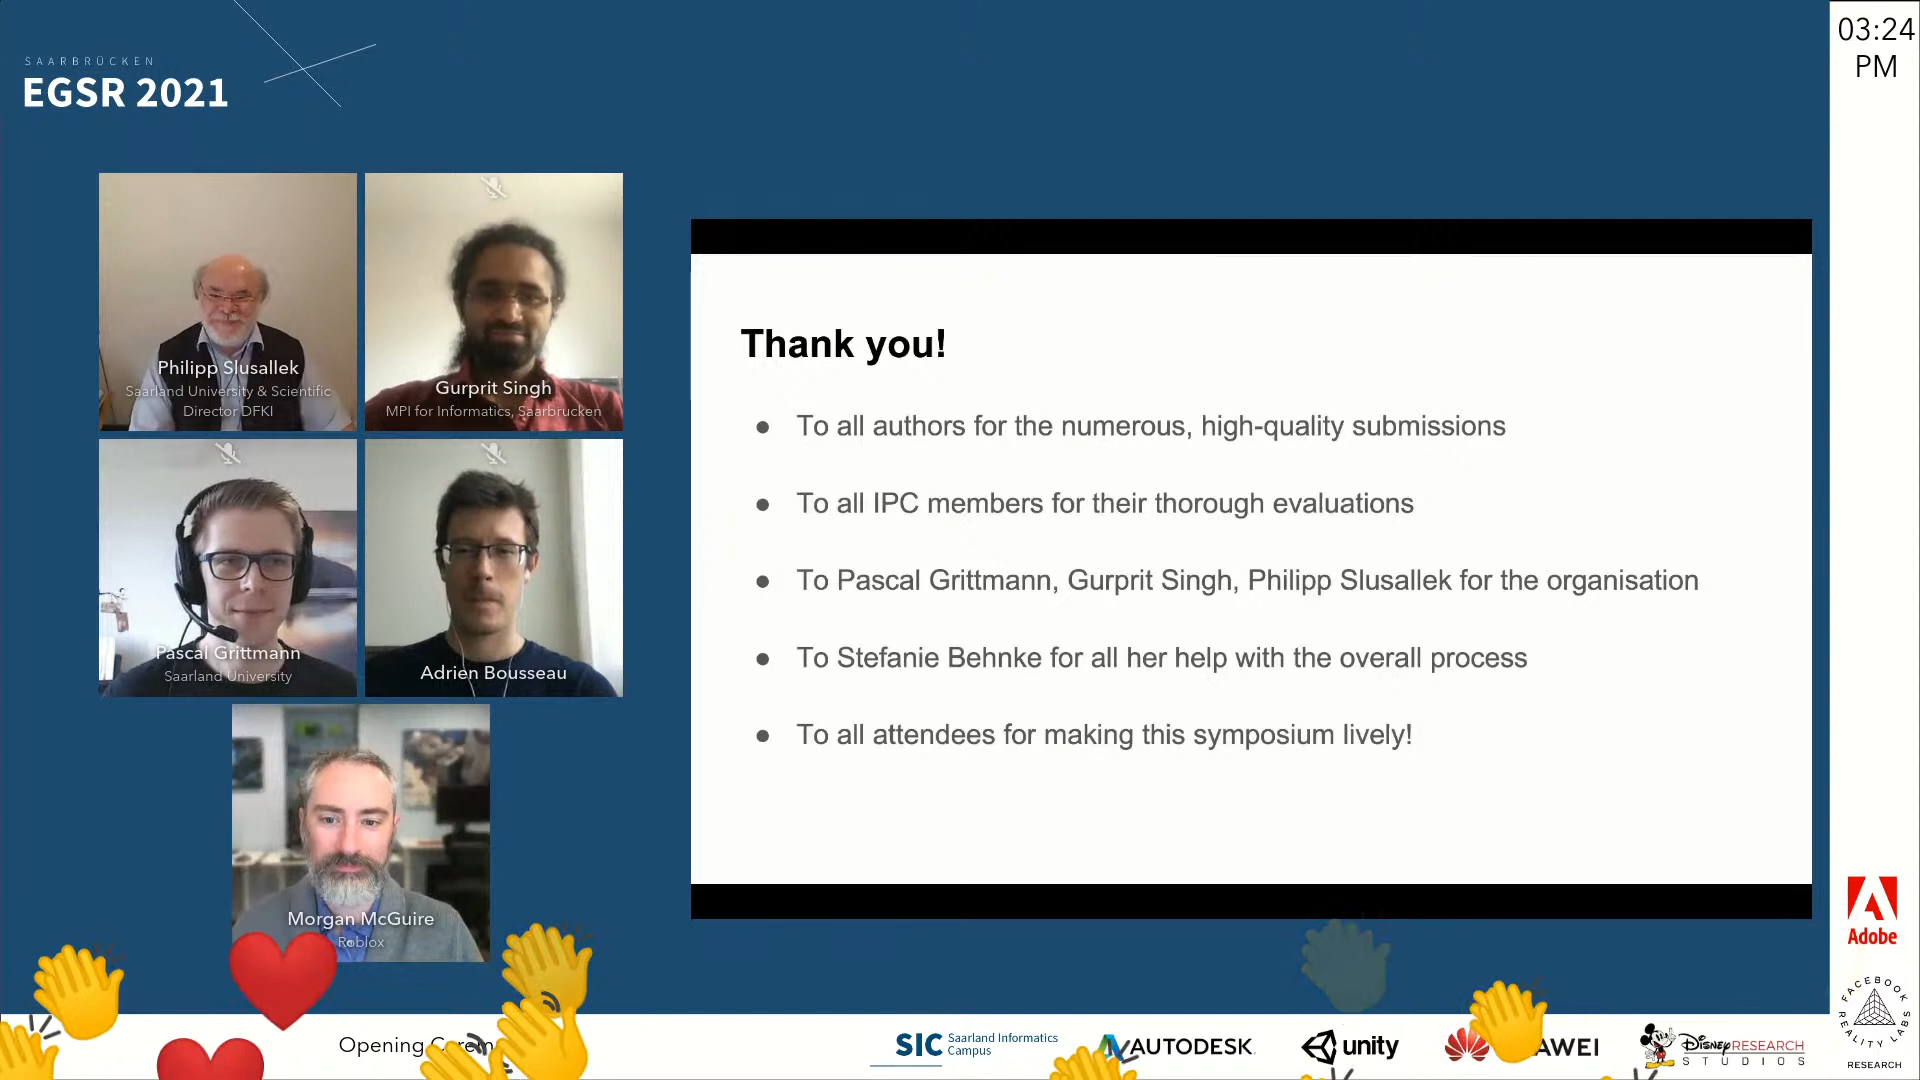 SAARBRÜCKEN
EGSR 2021
03:24
PM
Philipp Slusallek
Saarland University & Scientific
Director DFKI
Gurprit Singh
MPI for Informatics, Saarbrucken
Pascal Grittmann
Saarland University
Adrien Bousseau
Morgan McGuire
Roblox
Thank you!
● To all authors for the numerous, high-quality submissions
● To all IPC members for their thorough evaluations
● To Pascal Grittmann, Gurprit Singh, Philipp Slusallek for the organisation
● To Stefanie Behnke for all her help with the overall process
● To all attendees for making this symposium lively!
Adobe
FACEBOOK
REALITY LABS
RESEARCH
Opening
SIC Saarland Informatics
Campus
AUTODESK
unity
AWEI
Disney RESEARCH
STUDIOS